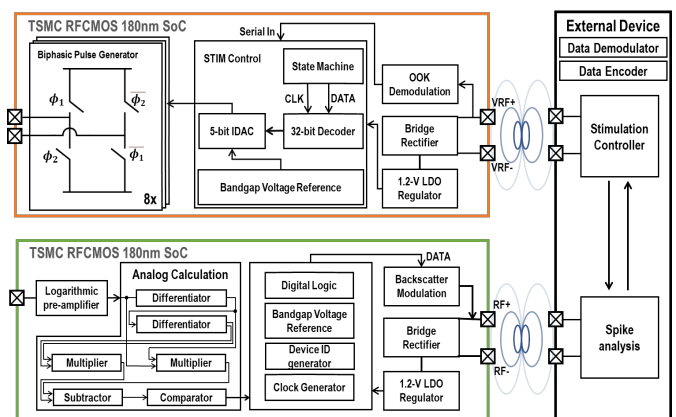 TSMC RFCMOS 180nm SoC
Biphasic Pulse Generator
ϕ1
ϕ2
ϕ2
ϕ1
8x
Serial In
STIM Control
State Machine
CLK
DATA
5-bit IDAC
32-bit Decoder
Bandgap Voltage Reference
OOK
Demodulation
Bridge
Rectifier
1.2-V LDO
Regulator
VRF+
VRF-
External Device
Data Demodulator
Data Encoder
Stimulation
Controller
Spike
analysis
TSMC RFCMOS 180nm SoC
Logarithmic
pre-amplifier
Analog Calculation
Differentiator
Differentiator
Multiplier
Multiplier
Subtractor
Comparator
Digital Logic
Bandgap Voltage
Reference
Device ID
generator
Clock Generator
DATA
Backscatter
Modulation
Bridge
Rectifier
1.2-V LDO
Regulator
RF+
RF-